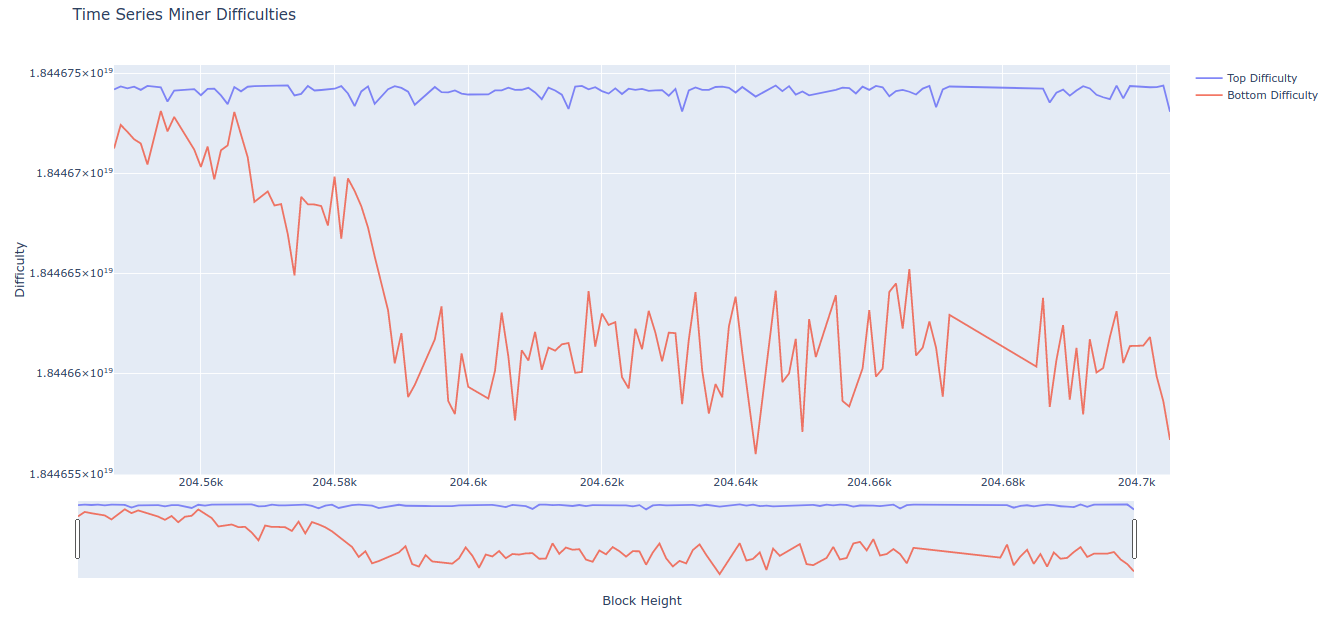 Time Series Miner Difficulties
1.844675×10¹⁹
1.84467×10¹⁹
1.844665×10¹⁹
1.84466×10¹⁹
1.844655×10¹⁹
Difficulty
Top Difficulty
Bottom Difficulty
204.56k 204.58k 204.6k 204.62k 204.64k 204.66k 204.68k 204.7k
Block Height